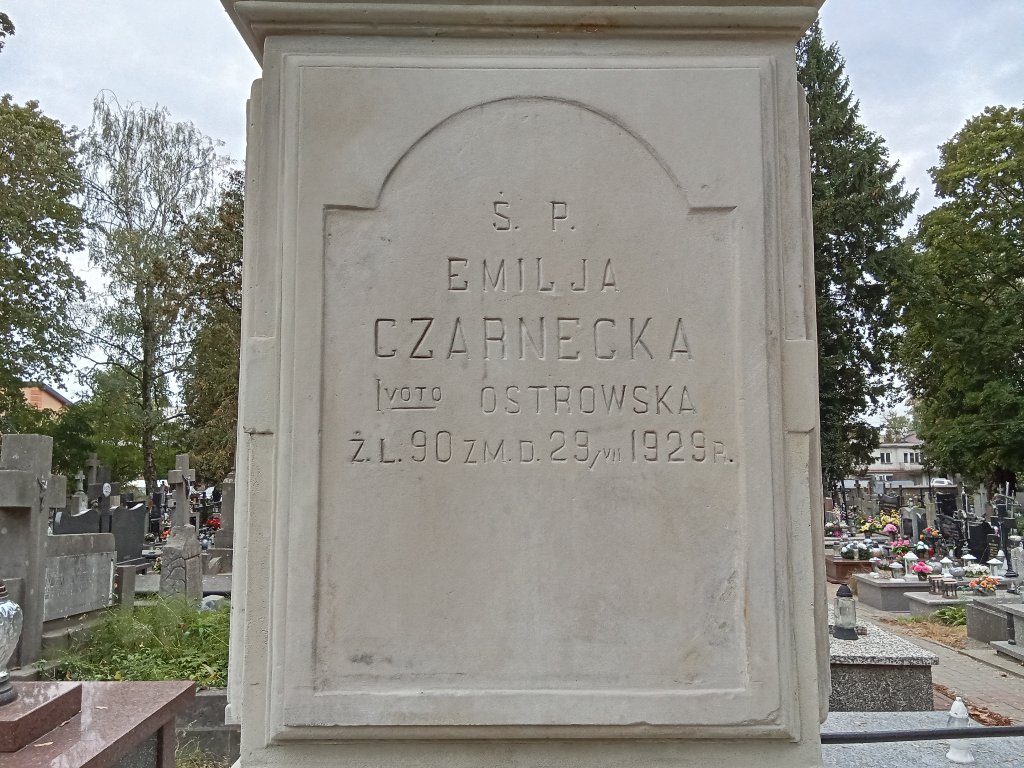 Ś. P.
EMILJA
CZARNECKA
I VOTO OSTROWSKA
Ż. L. 90 ZM. D. 29/VII 1929 R.